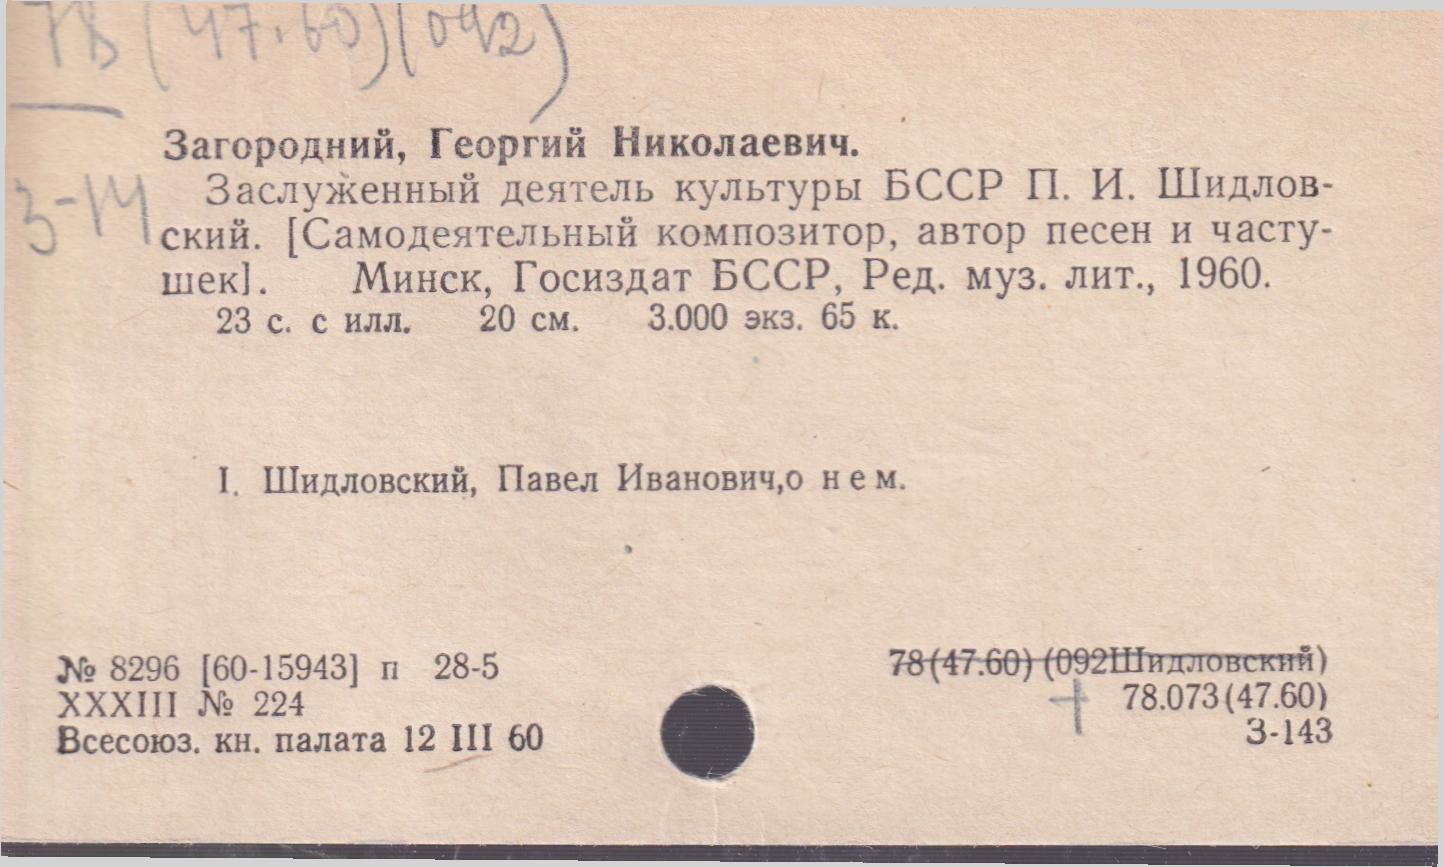 78(47.60)(092)
Загородний, Георгий Николаевич.
З-14
Заслуженный деятель культуры БССР П. И. Шидлов-
ский. [Самодеятельный композитор, автор песен и часту-
шек]. Минск, Госиздат БССР, Ред. муз. лит., 1960.
23 с. с илл. 20 см. 3.000 экз. 65 к.
I. Шидловский, Павел Иванович,о нем.
№ 8296 [60-15943] п 28-5
78(47.60) (092Шидловский)
XXXIII № 224
+ 78.073(47.60)
Всесоюз. кн. палата 12 III 60
З-143